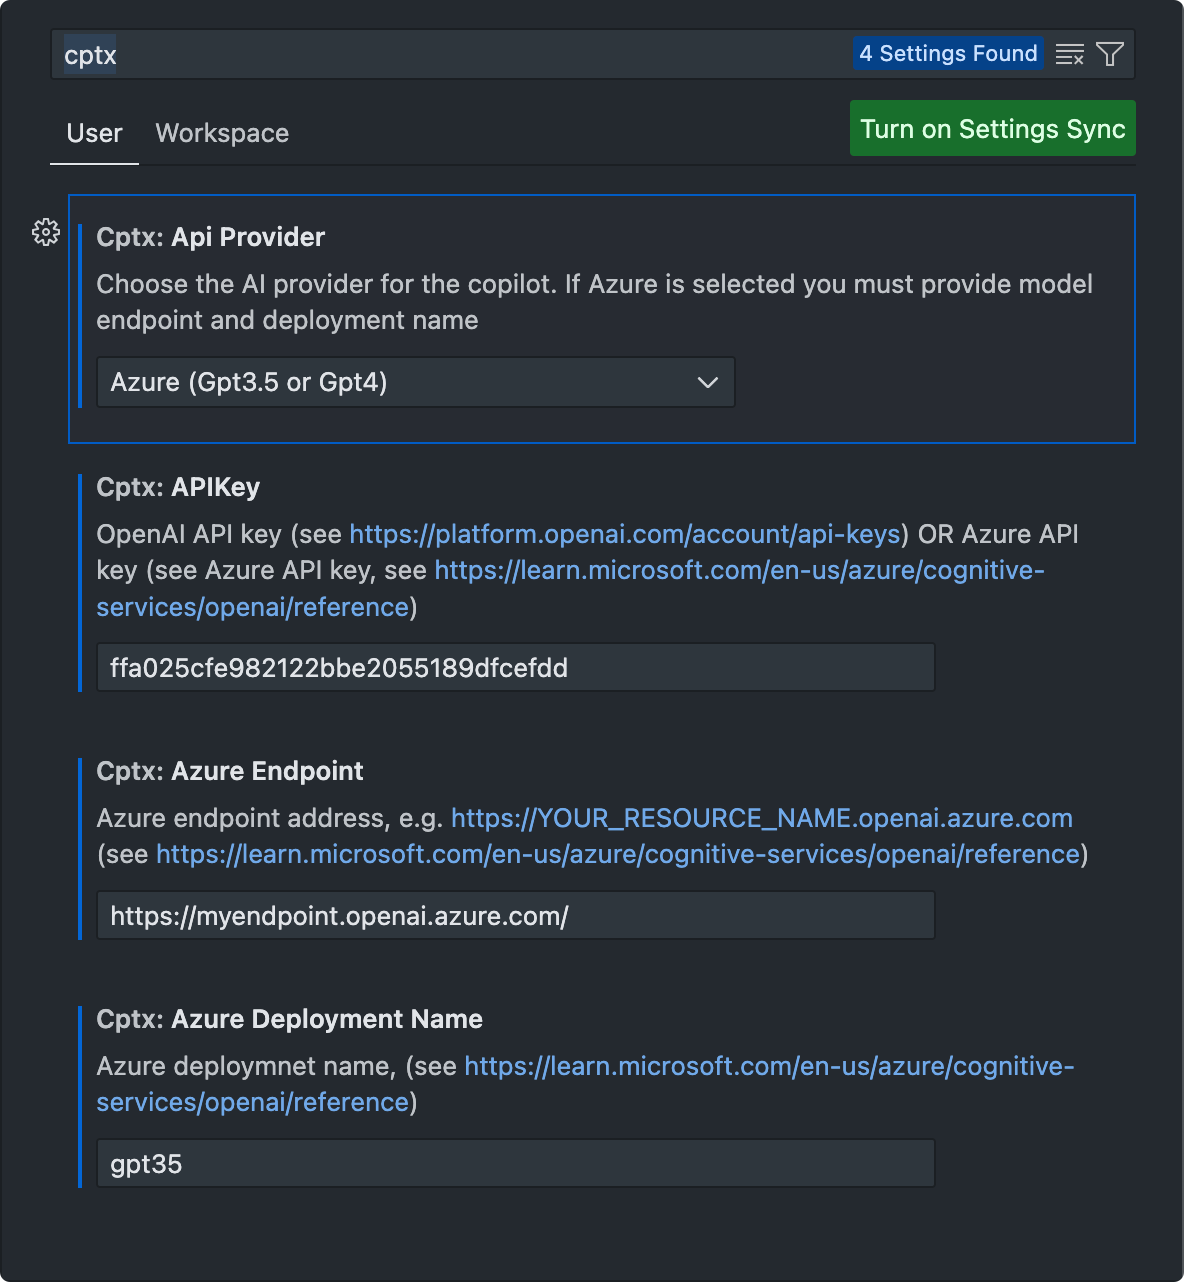 cptx
4 Settings Found
User
Workspace
Turn on Settings Sync
Cptx: Api Provider
Choose the AI provider for the copilot. If Azure is selected you must provide model
endpoint and deployment name
Azure (Gpt3.5 or Gpt4)
Cptx: APIKey
OpenAI API key (see https://platform.openai.com/account/api-keys) OR Azure API
key (see Azure API key, see https://learn.microsoft.com/en-us/azure/cognitive-
services/openai/reference)
ffa025cfe982122bbe2055189dfcefdd
Cptx: Azure Endpoint
Azure endpoint address, e.g. https://YOUR_RESOURCE_NAME.openai.azure.com
(see https://learn.microsoft.com/en-us/azure/cognitive-services/openai/reference)
https://myendpoint.openai.azure.com/
Cptx: Azure Deployment Name
Azure deploymnet name, (see https://learn.microsoft.com/en-us/azure/cognitive-
services/openai/reference)
gpt35